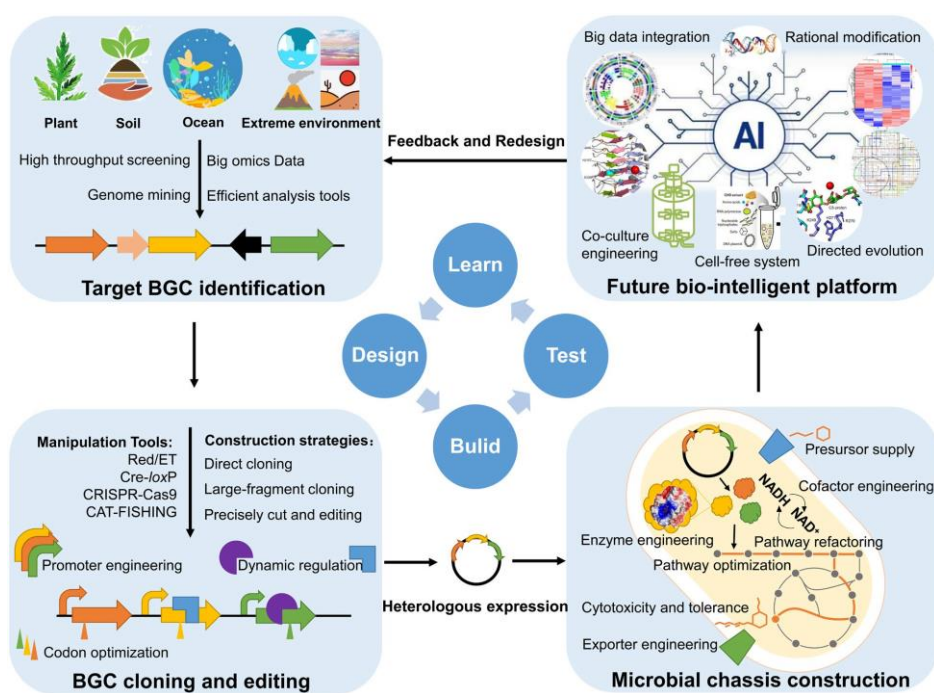 Plant
Soil
Ocean
Extreme environment
High throughput screening
Big omics Data
Genome mining
Efficient analysis tools
Target BGC identification
Feedback and Redesign
Big data integration
Rational modification
AI
Co-culture
engineering
Cell-free system
Directed evolution
Future bio-intelligent platform
Learn
Design
Test
Bulid
Manipulation Tools:
Red/ET
Cre-loxP
CRISPR-Cas9
CAT-FISHING
Construction strategies:
Direct cloning
Large-fragment cloning
Precisely cut and editing
Promoter engineering
Dynamic regulation
Codon optimization
BGC cloning and editing
Heterologous expression
Presursor supply
Cofactor engineering
NADH
NAD+
Enzyme engineering
Pathway refactoring
Pathway optimization
Cytotoxicity and tolerance
Exporter engineering
Microbial chassis construction